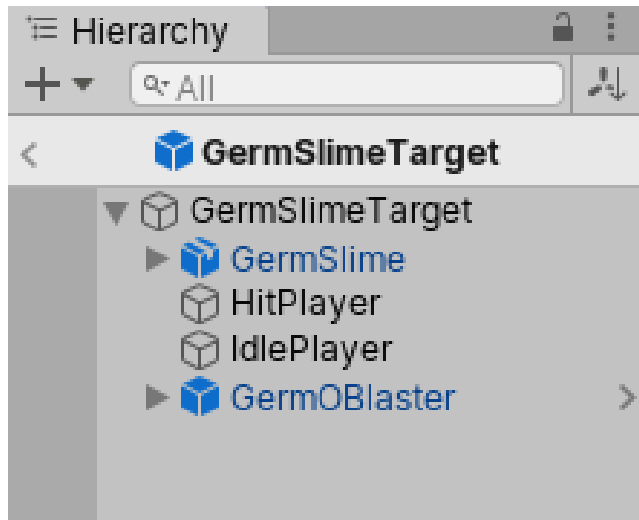 Hierarchy
All
GermSlimeTarget
GermSlimeTarget
GermSlime
HitPlayer
IdlePlayer
GermOBlaster